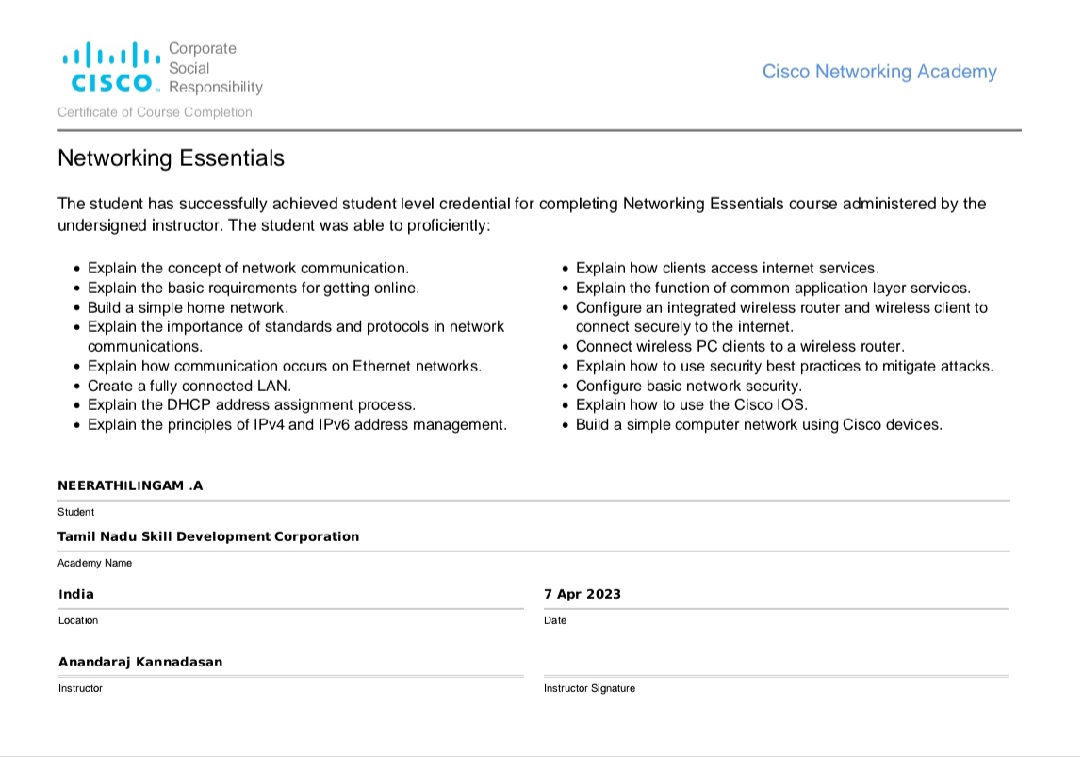 Corporate
Social
Responsibility
CISCO
Cisco Networking Academy
Certificate of Course Completion
Networking Essentials
The student has successfully achieved student level credential for completing Networking Essentials course administered by the
undersigned instructor. The student was able to proficiently:
• Explain the concept of network communication.
• Explain the basic requirements for getting online.
• Build a simple home network.
• Explain the importance of standards and protocols in network
communications.
• Explain how communication occurs on Ethernet networks.
• Create a fully connected LAN.
• Explain the DHCP address assignment process.
• Explain the principles of IPv4 and IPv6 address management.
• Explain how clients access internet services.
• Explain the function of common application layer services.
• Configure an integrated wireless router and wireless client to
connect securely to the internet.
• Connect wireless PC clients to a wireless router.
• Explain how to use security best practices to mitigate attacks.
• Configure basic network security.
• Explain how to use the Cisco IOS.
• Build a simple computer network using Cisco devices.
NEERATHILINGAM .A
Student
Tamil Nadu Skill Development Corporation
Academy Name
India
Location
7 Apr 2023
Date
Anandaraj Kannadasan
Instructor
Instructor Signature